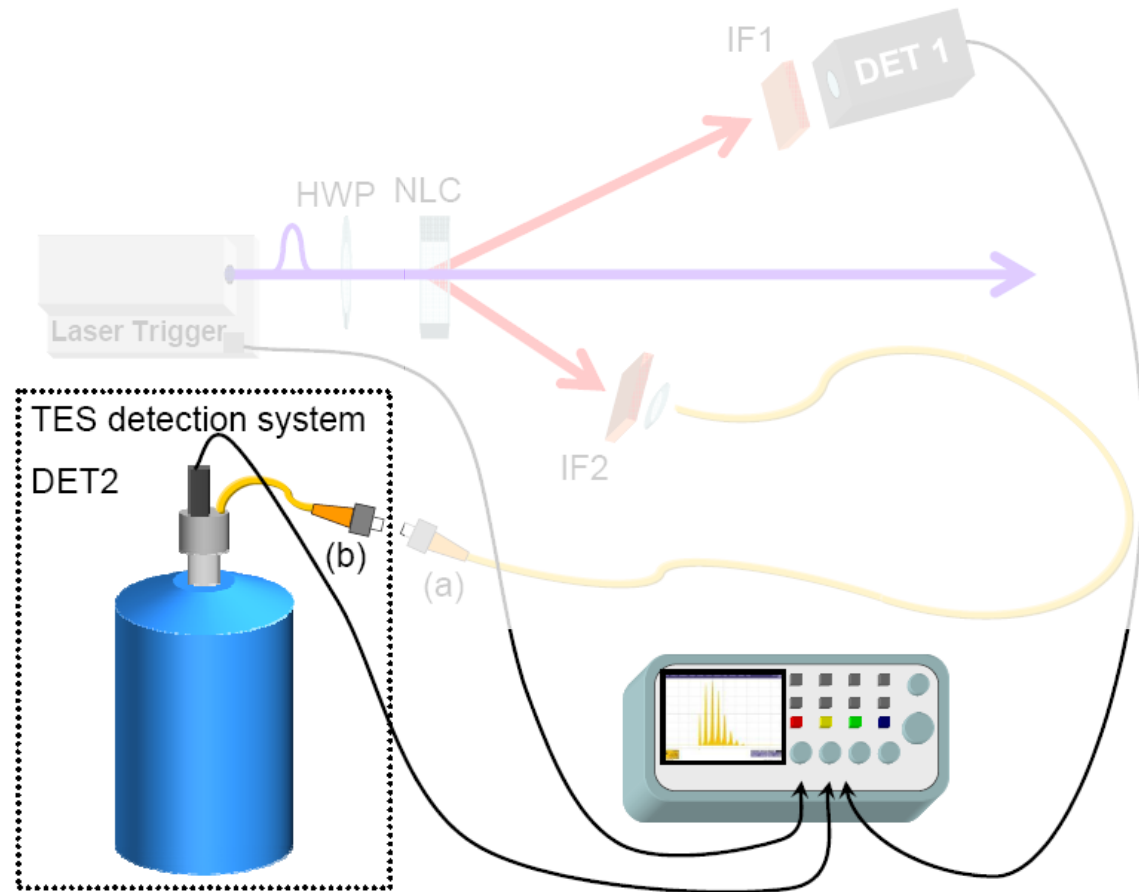 IF1
DET 1
HWP
NLC
Laser Trigger
TES detection system
DET2
IF2
(b)
(a)